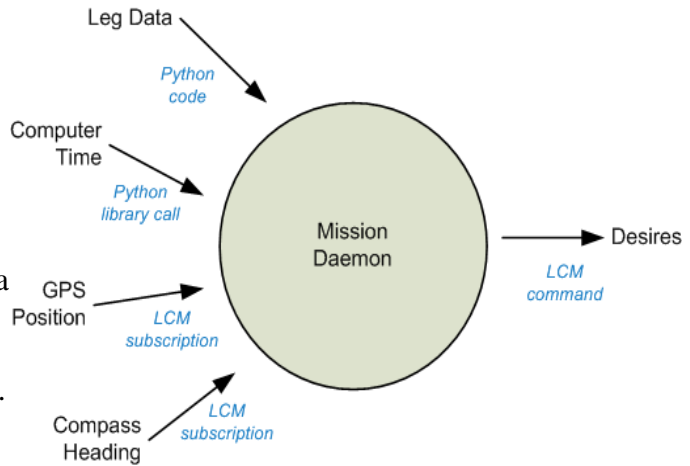 Leg Data
Python
code
Computer
Time
Python
library call
Mission
Daemon
Desires
LCM
command
a
GPS
Position
LCM
subscription
.
Compass
Heading
LCM
subscription